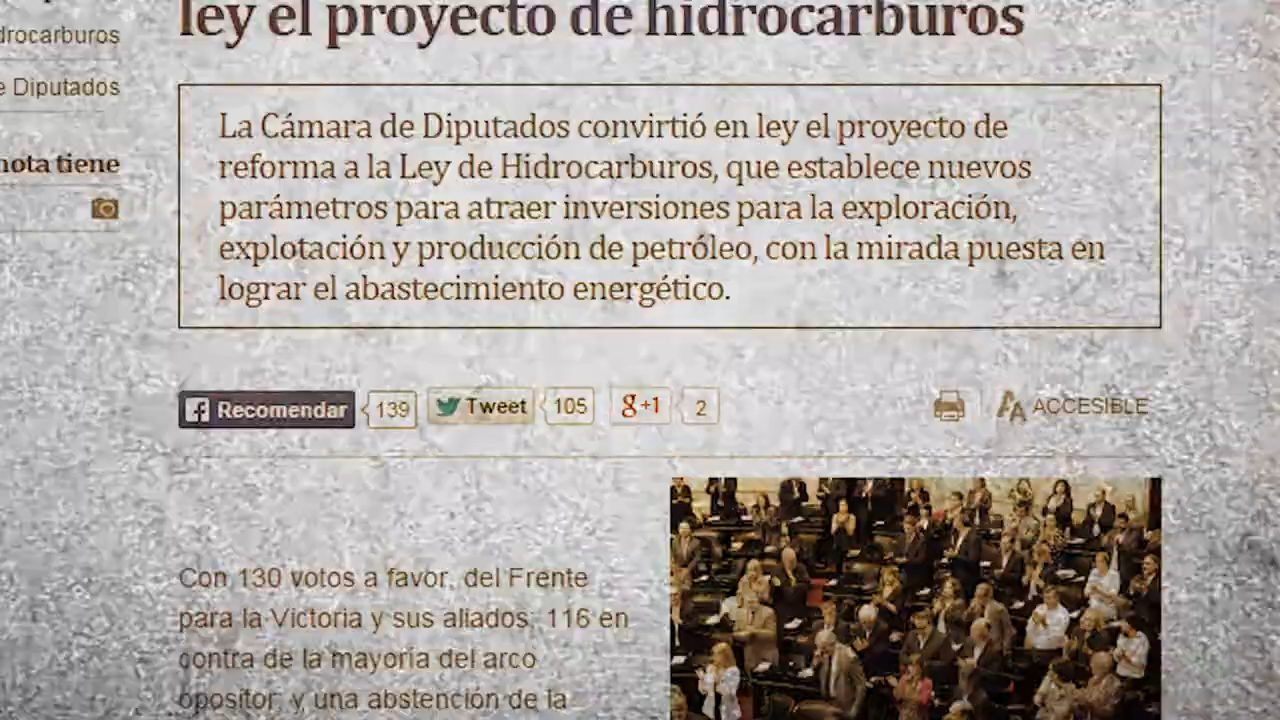 ley el proyecto de hidrocarburos
drocarburos
e Diputados
nota tiene
La Cámara de Diputados convirtió en ley el proyecto de
reforma a la Ley de Hidrocarburos, que establece nuevos
parámetros para atraer inversiones para la exploración,
explotación y producción de petróleo, con la mirada puesta en
lograr el abastecimiento energético.
Recomendar 139 Tweet 105 g+1 2 AA ACCESIBLE
Con 130 votos a favor, del Frente
para la Victoria y sus aliados; 116 en
contra de la mayoría del arco
opositor; y una abstención de la